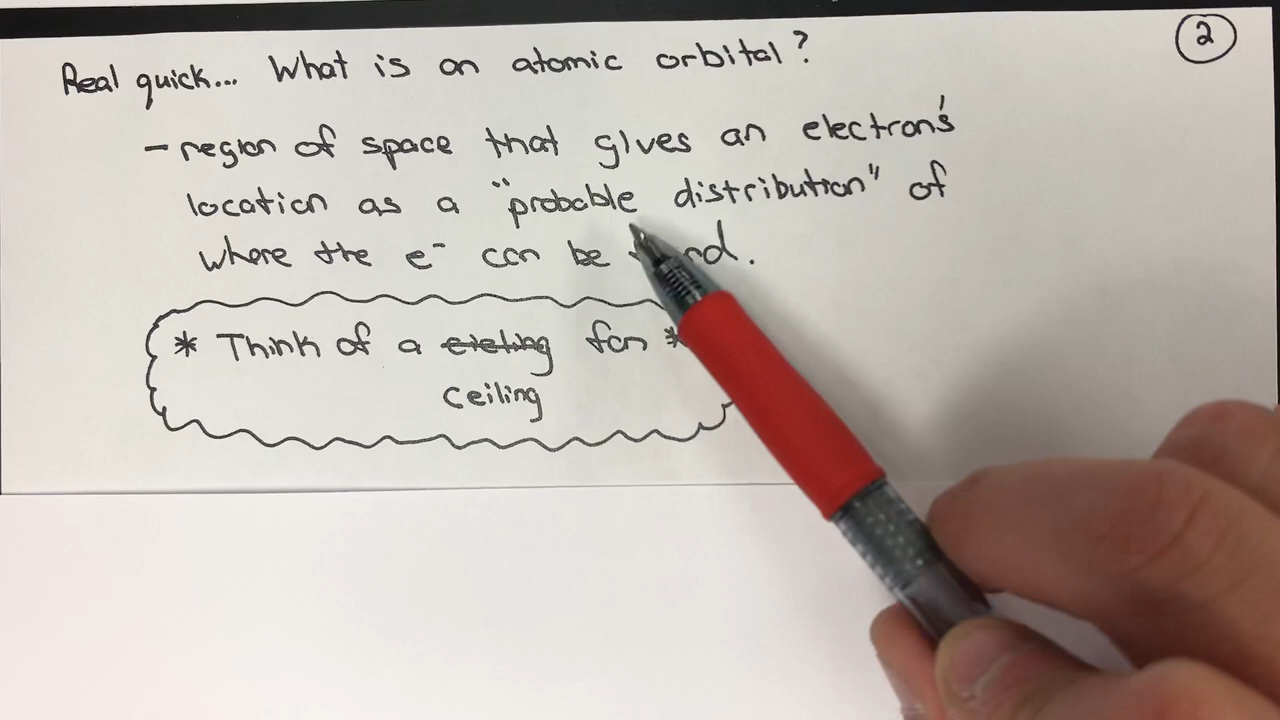 Real quick... What is an atomic orbital?
2
- region of space that gives an electron's
location as a "probable distribution" of
where the e⁻ can be
* Think of a fan *
ceiling